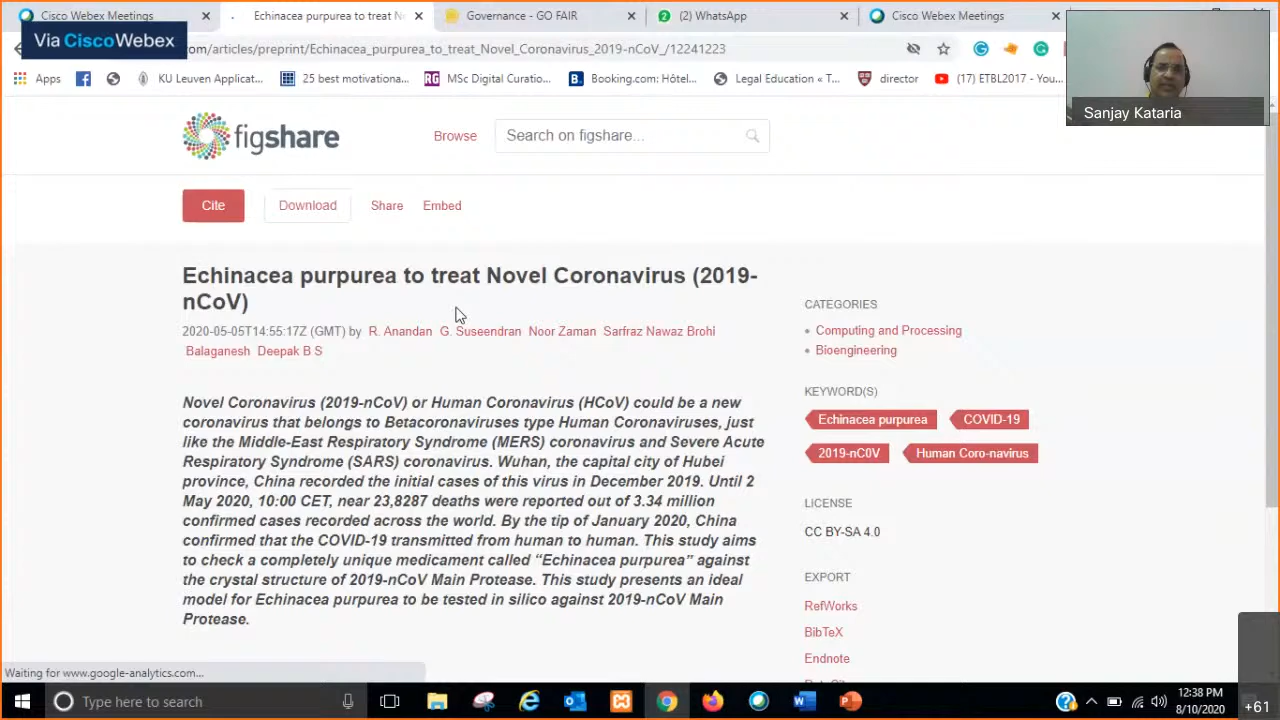 Cisco Webex Meetings
Echinacea purpurea to treat No
Governance - GO FAIR
(2) WhatsApp
Cisco Webex Meetings
Via Cisco Webex
.com/articles/preprint/Echinacea_purpurea_to_treat_Novel_Coronavirus_2019-nCoV_/12241223
Apps
KU Leuven Applicat...
25 best motivationa...
MSc Digital Curatio...
Booking.com: Hôtel...
Legal Education « T...
director
(17) ETBL2017 - You...
Sanjay Kataria
figshare
Browse
Search on figshare...
Cite
Download
Share
Embed
Echinacea purpurea to treat Novel Coronavirus (2019-
nCoV)
2020-05-05T14:55:17Z (GMT) by R. Anandan G. Suseendran Noor Zaman Sarfraz Nawaz Brohi
Balaganesh Deepak B S
Novel Coronavirus (2019-nCoV) or Human Coronavirus (HCoV) could be a new
coronavirus that belongs to Betacoronaviruses type Human Coronaviruses, just
like the Middle-East Respiratory Syndrome (MERS) coronavirus and Severe Acute
Respiratory Syndrome (SARS) coronavirus. Wuhan, the capital city of Hubei
province, China recorded the initial cases of this virus in December 2019. Until 2
May 2020, 10:00 CET, near 23,8287 deaths were reported out of 3.34 million
confirmed cases recorded across the world. By the tip of January 2020, China
confirmed that the COVID-19 transmitted from human to human. This study aims
to check a completely unique medicament called “Echinacea purpurea” against
the crystal structure of 2019-nCoV Main Protease. This study presents an ideal
model for Echinacea purpurea to be tested in silico against 2019-nCoV Main
Protease.
CATEGORIES
Computing and Processing
Bioengineering
KEYWORD(S)
Echinacea purpurea
COVID-19
2019-nC0V
Human Coro-navirus
LICENSE
CC BY-SA 4.0
EXPORT
RefWorks
BibTeX
Endnote
Waiting for www.google-analytics.com...
Type here to search
12:38 PM
8/10/2020
+61